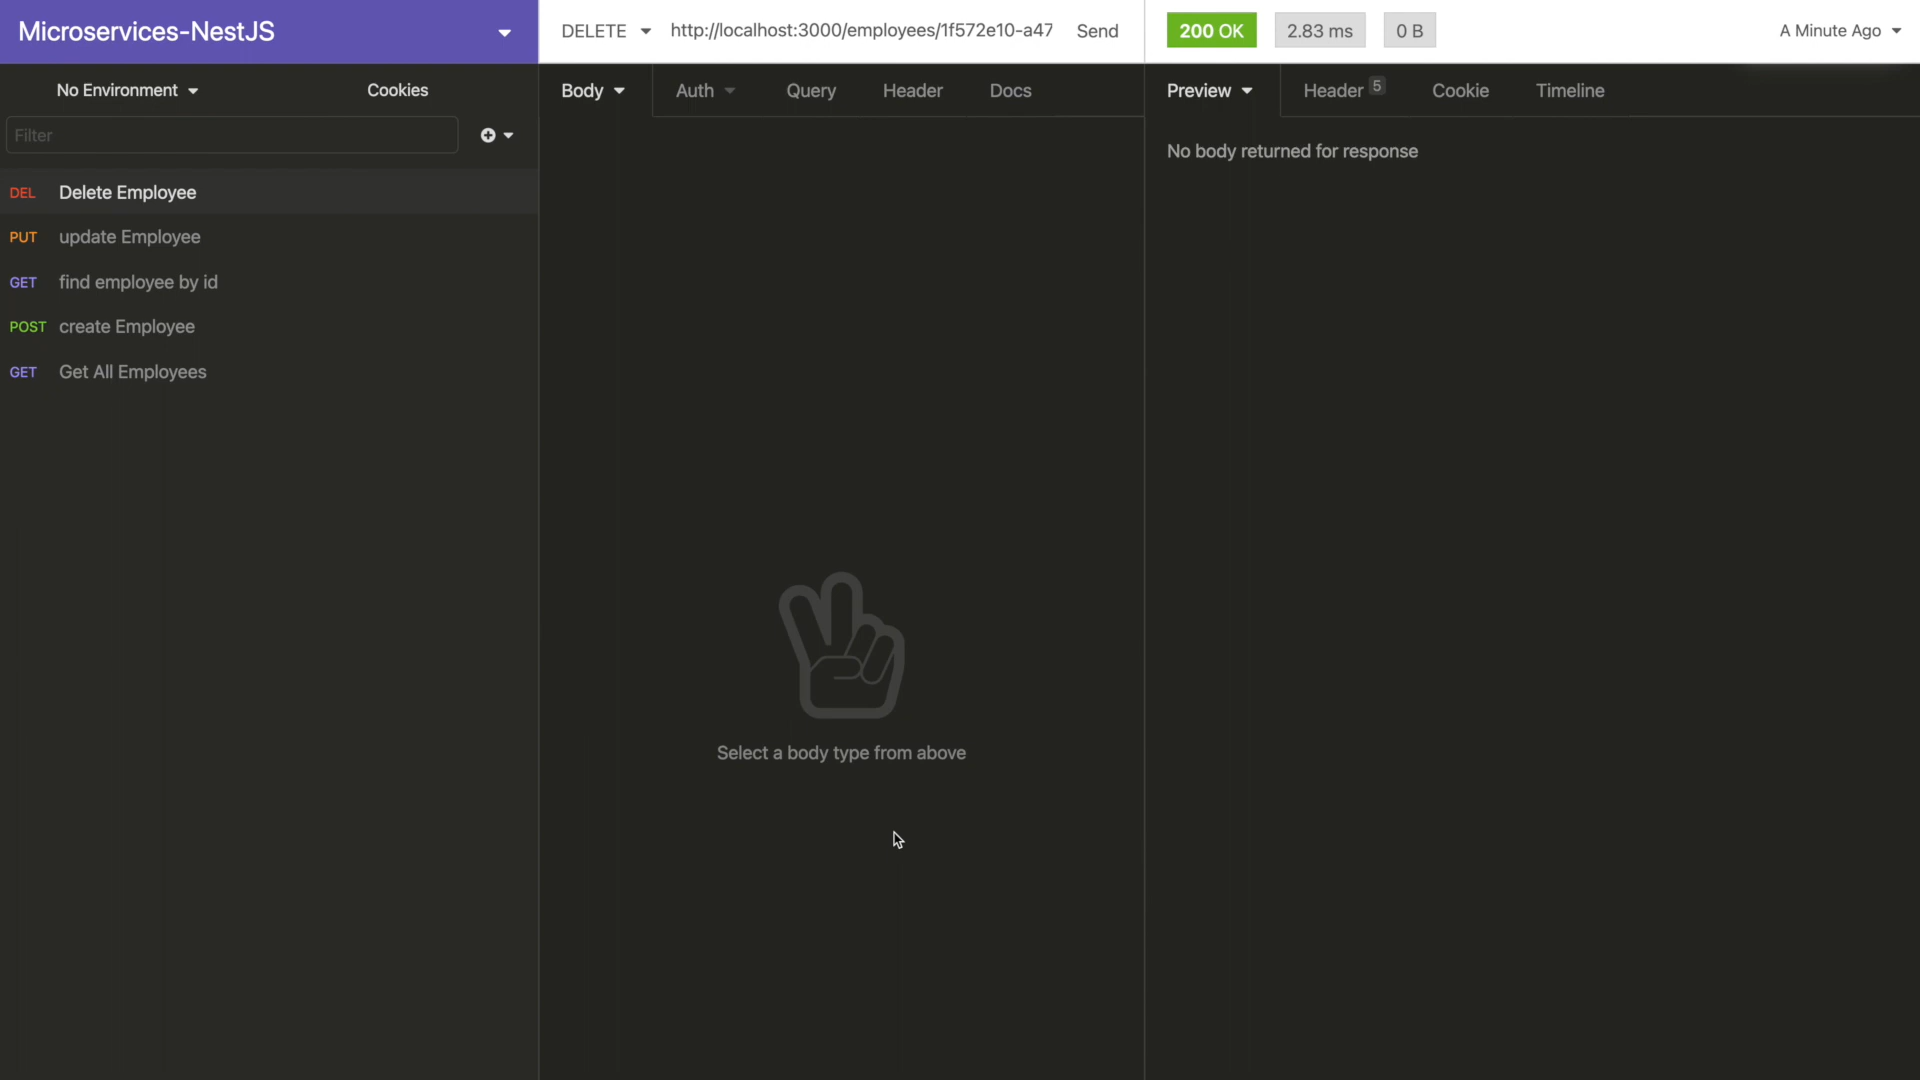 Microservices-NestJS
DELETE http://localhost:3000/employees/1f572e10-a47 Send
200 OK 2.83 ms 0 B A Minute Ago
No Environment Cookies
Body Auth Query Header Docs
Preview Header 5 Cookie Timeline
Filter
No body returned for response
DEL Delete Employee
PUT update Employee
GET find employee by id
POST create Employee
GET Get All Employees
Select a body type from above